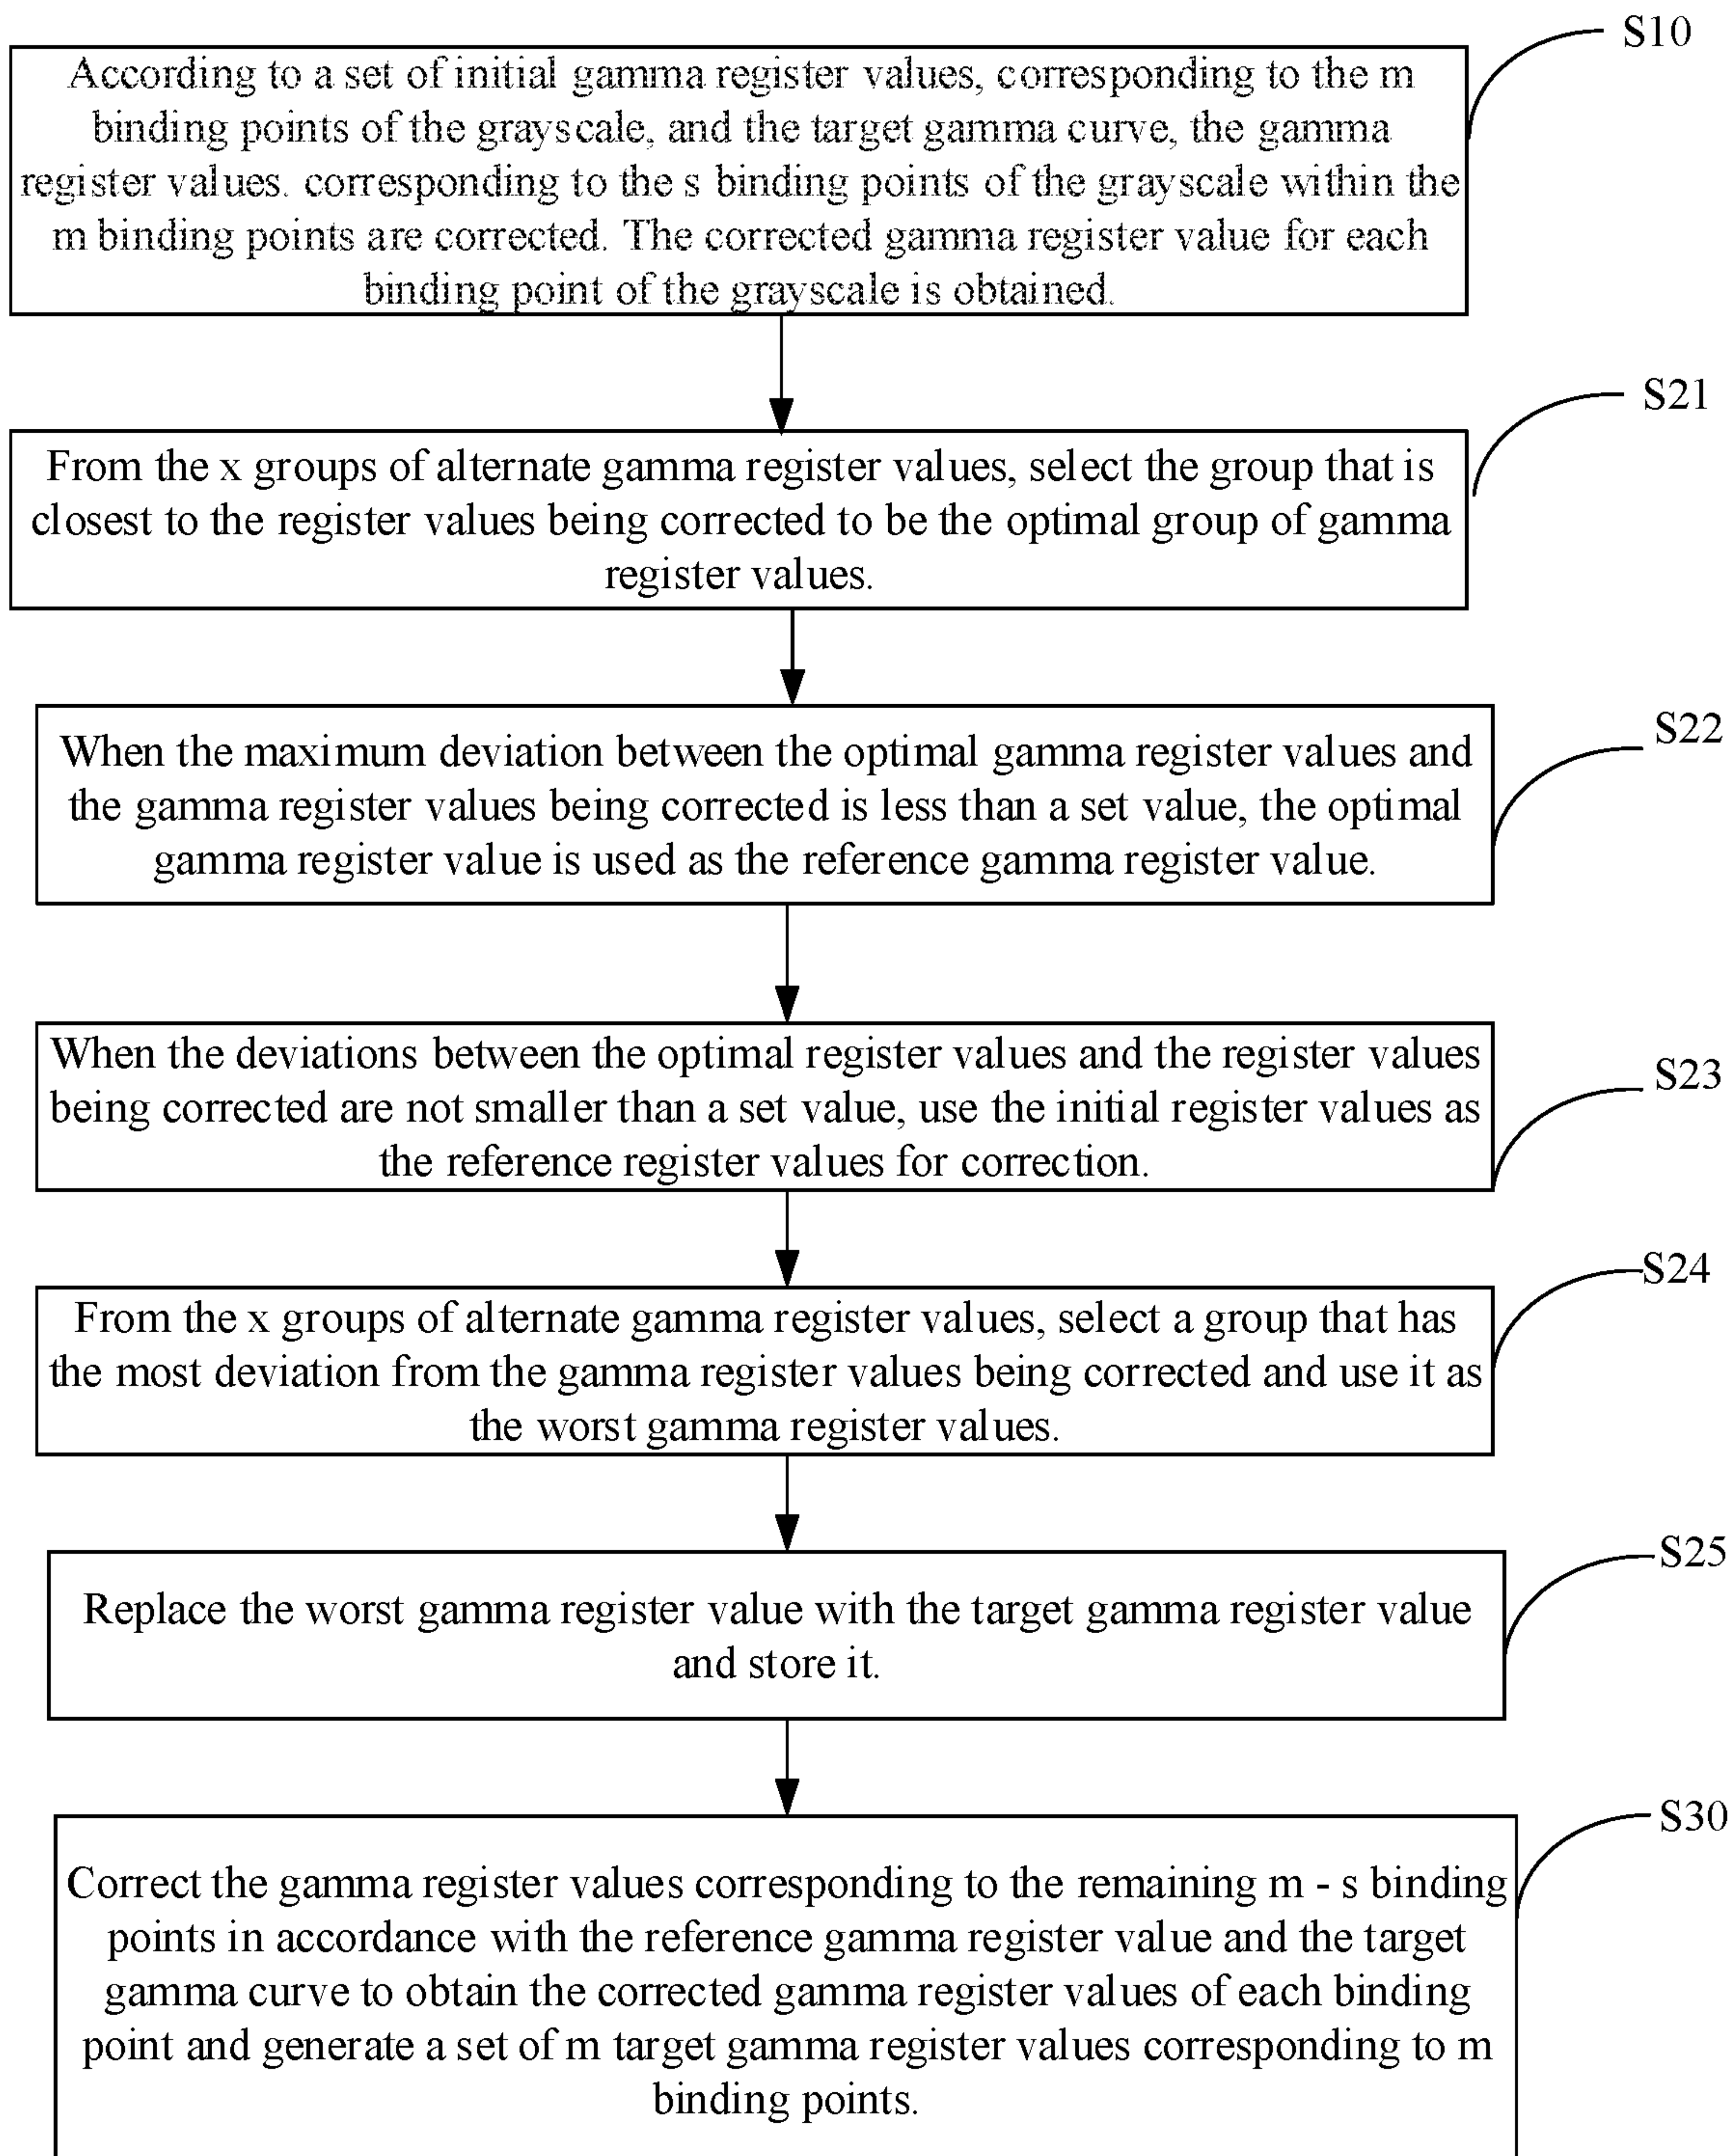 S10
According to a set of initial gamma register values, corresponding to the m
binding points of the grayscale, and the target gamma curve, the gamma
register values. corresponding to the s binding points of the grayscale within the
m binding points are corrected. The corrected gamma register value for each
binding point of the grayscale is obtained.
S21
From the x groups of alternate gamma register values, select the group that is
closest to the register values being corrected to be the optimal group of gamma
register values.
S22
When the maximum deviation between the optimal gamma register values and
the gamma register values being corrected is less than a set value, the optimal
gamma register value is used as the reference gamma register value.
S23
When the deviations between the optimal register values and the register values
being corrected are not smaller than a set value, use the initial register values as
the reference register values for correction.
S24
From the x groups of alternate gamma register values, select a group that has
the most deviation from the gamma register values being corrected and use it as
the worst gamma register values.
S25
Replace the worst gamma register value with the target gamma register value
and store it.
S30
Correct the gamma register values corresponding to the remaining m - s binding
points in accordance with the reference gamma register value and the target
gamma curve to obtain the corrected gamma register values of each binding
point and generate a set of m target gamma register values corresponding to m
binding points.